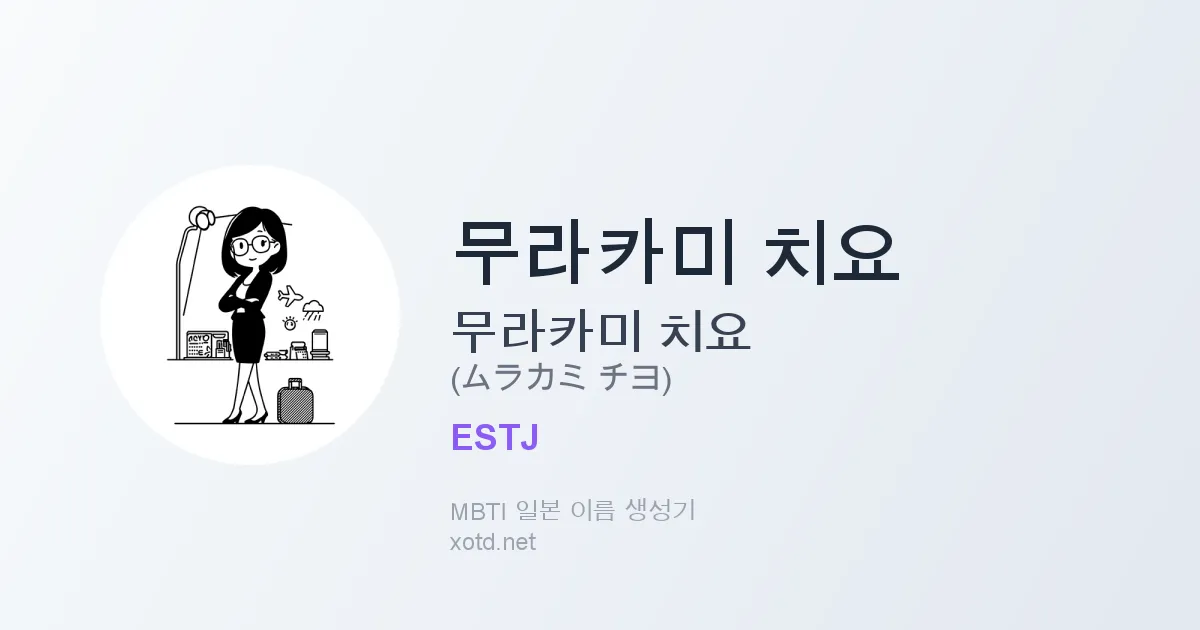 무라카미 치요
무라카미 치요
(ムラカミ チヨ)
ESTJ
MBTI 일본 이름 생성기
xotd.net